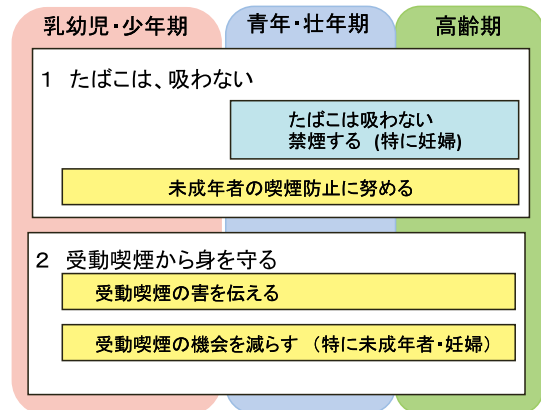 乳幼児・少年期
青年・壮年期
高齢期
1 たばこは、吸わない
たばこは吸わない
禁煙する (特に妊婦)
未成年者の喫煙防止に努める
2 受動喫煙から身を守る
受動喫煙の害を伝える
受動喫煙の機会を減らす (特に未成年者・妊婦)